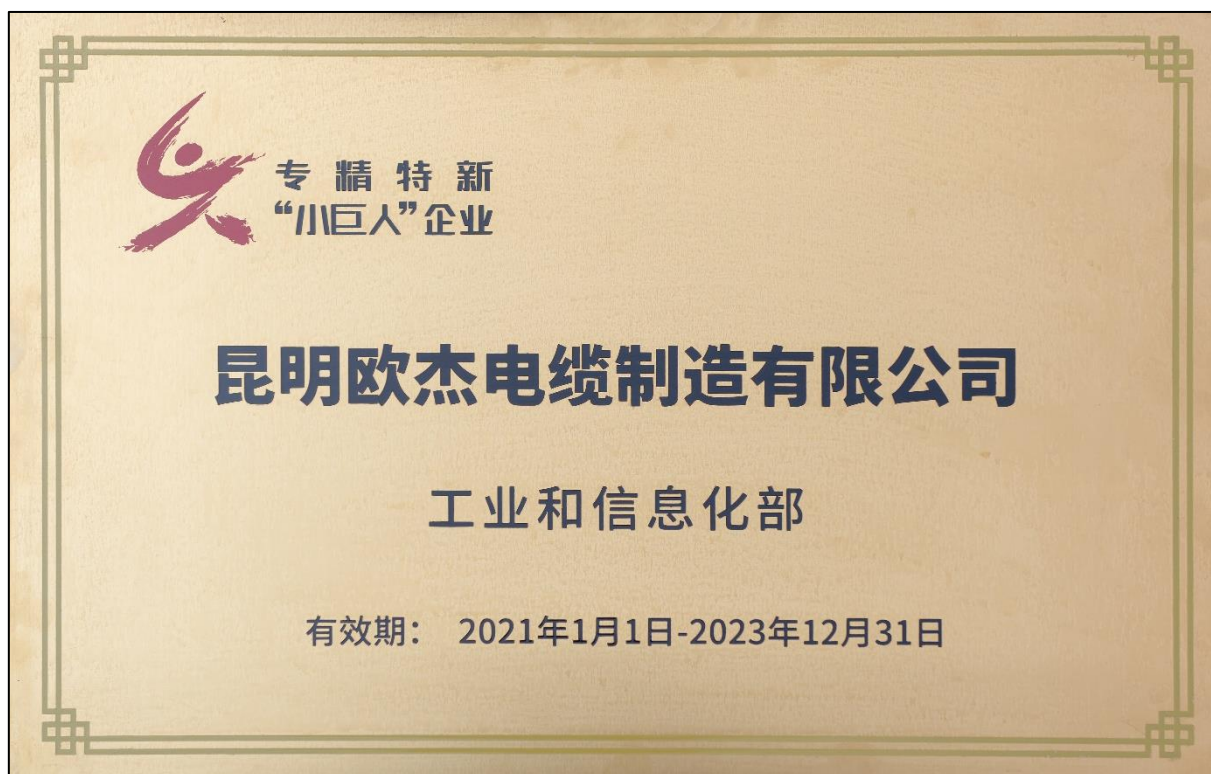 专精特新
“小巨人”企业
昆明欧杰电缆制造有限公司
工业和信息化部
有效期： 2021年1月1日-2023年12月31日